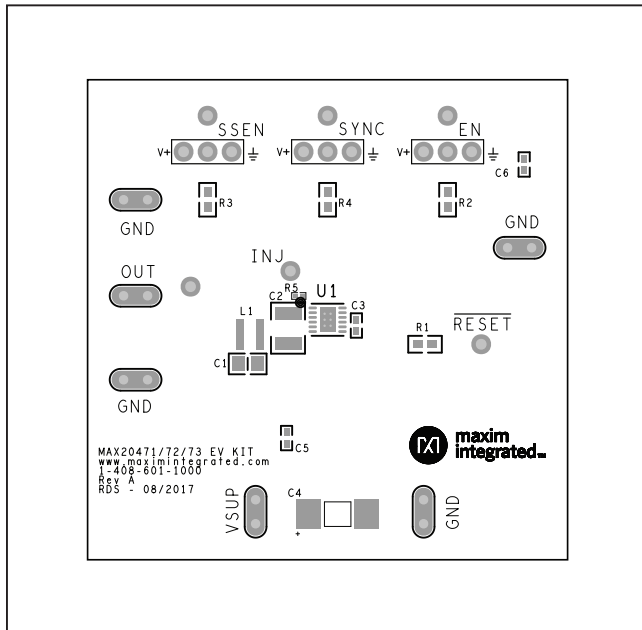 SSEN
SYNC
EN
V+
V+
V+
C6
R3
R4
R2
GND
GND
OUT
INJ
R5
C2
U1
C3
L1
R1
RESET
C1
GND
C5
MAX20471/72/73 EV KIT
www.maximintegrated.com
1-408-601-1000
Rev A
RDS - 08/2017
maxim
integrated™
VSUP
C4
+
GND